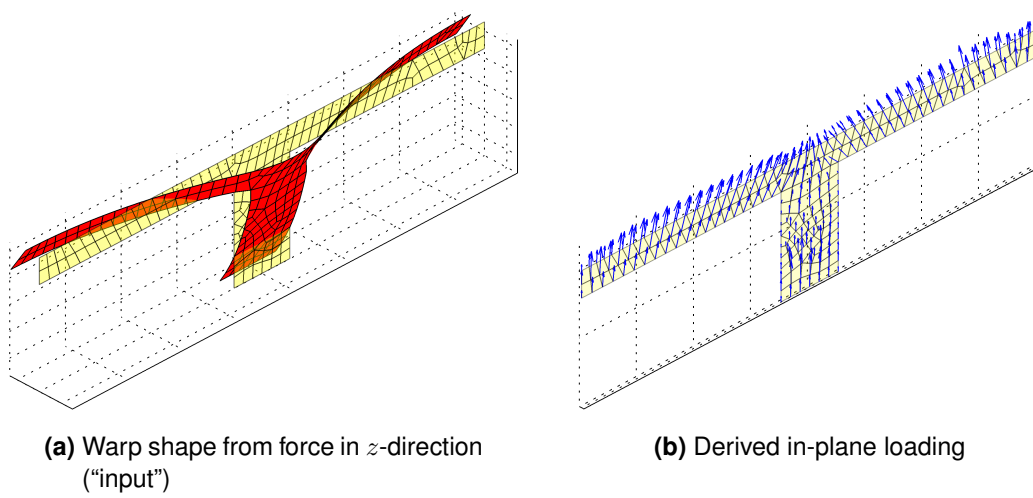 (a) Warp shape from force in z-direction
(“input”)
(b) Derived in-plane loading